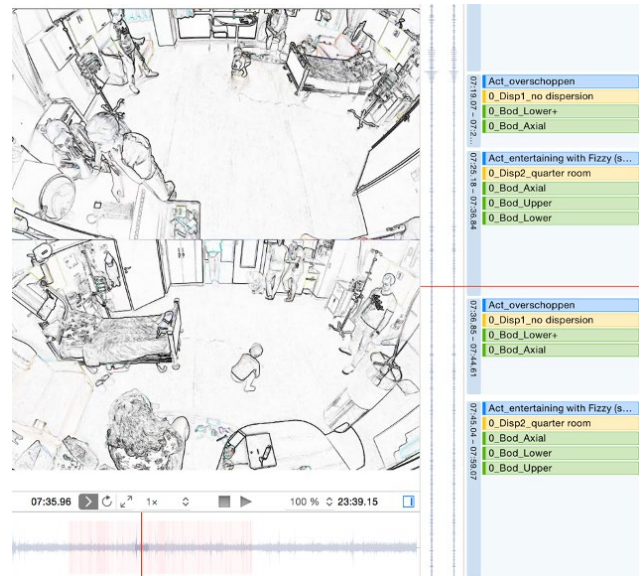 07:19.07 – 07:2...
Act_overschoppen
0_Disp1_no dispersion
0_Bod_Lower+
0_Bod_Axial
07:25.18 – 07:36.84
Act_entertaining with Fizzy (s...
0_Disp2_quarter room
0_Bod_Axial
0_Bod_Upper
0_Bod_Lower
07:36.85 – 07:44.61
Act_overschoppen
0_Disp1_no dispersion
0_Bod_Lower+
0_Bod_Axial
07:45.04 – 07:59.07
Act_entertaining with Fizzy (s...
0_Disp2_quarter room
0_Bod_Axial
0_Bod_Lower
0_Bod_Upper
07:35.96 1× 100 % 23:39.15